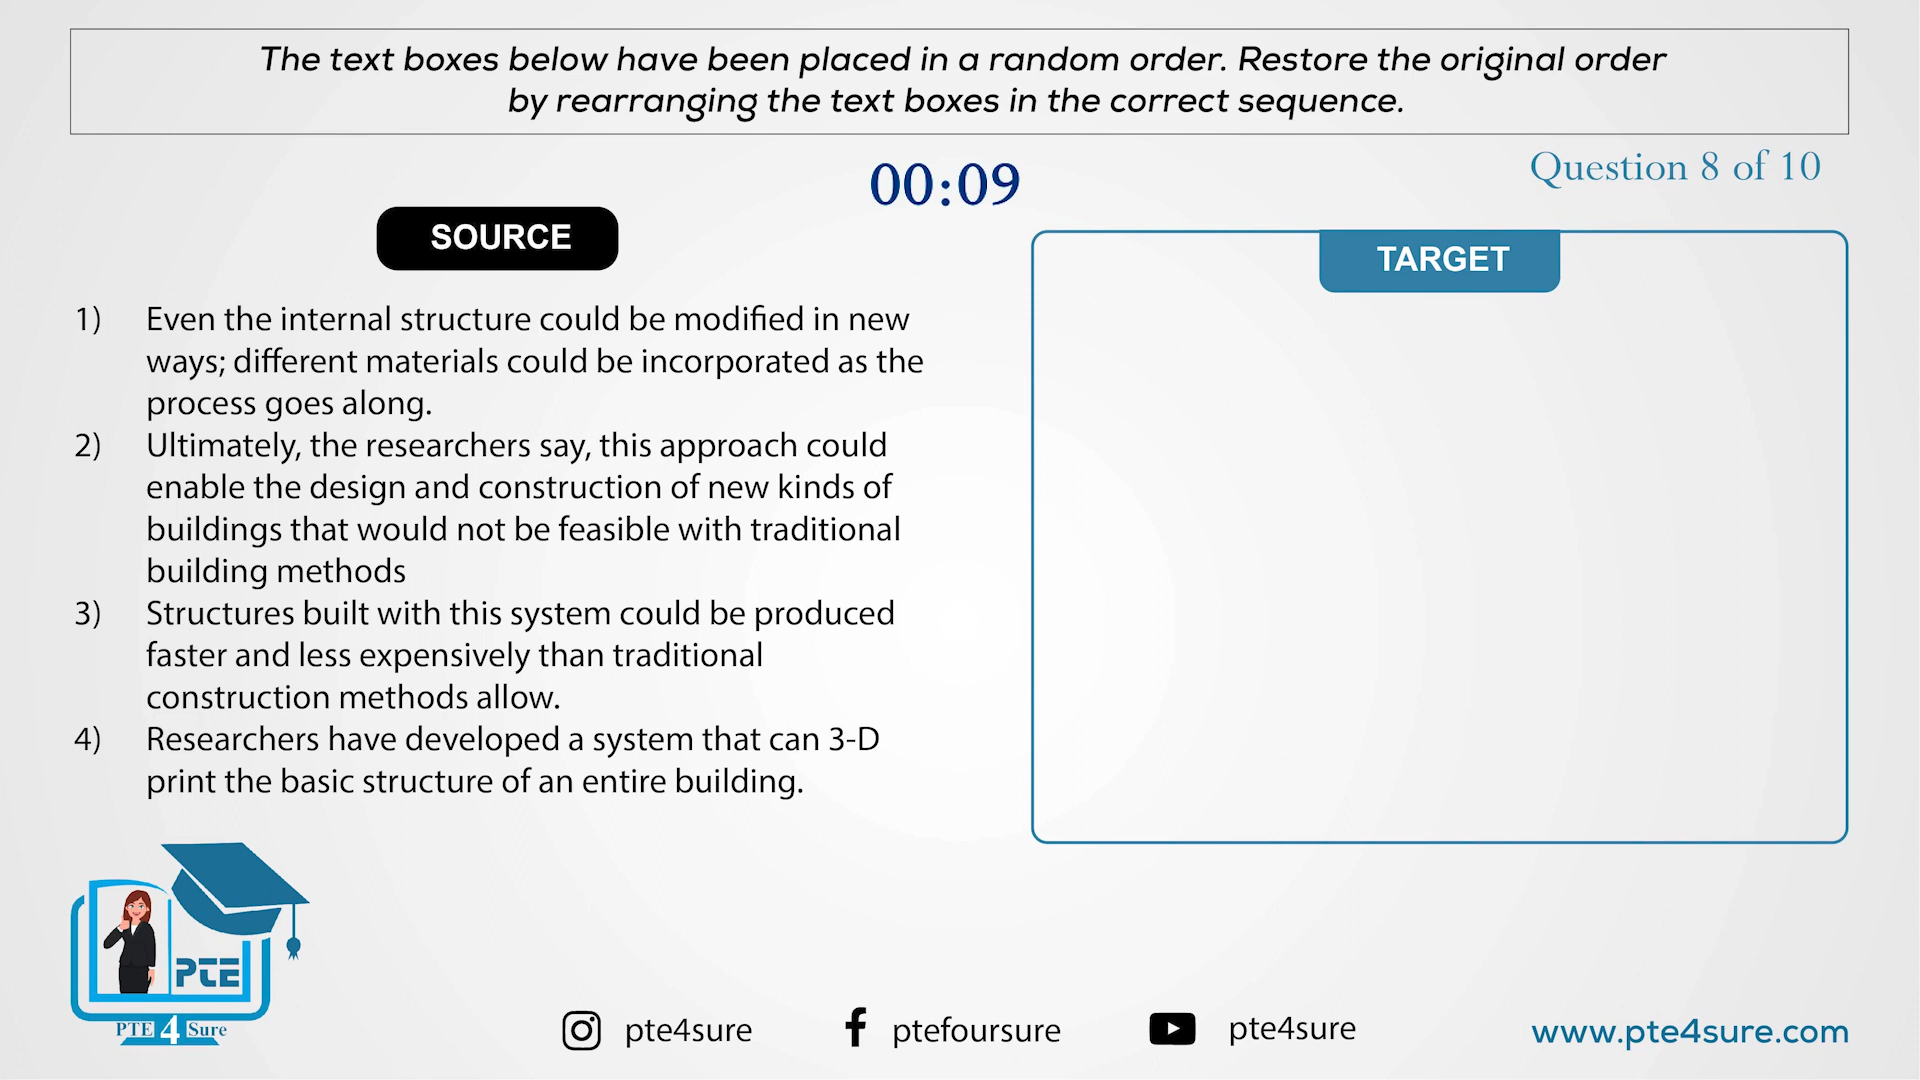 The text boxes below have been placed in a random order. Restore the original order
by rearranging the text boxes in the correct sequence.
00:09
Question 8 of 10
SOURCE
TARGET
1) Even the internal structure could be modified in new
ways; different materials could be incorporated as the
process goes along.
2) Ultimately, the researchers say, this approach could
enable the design and construction of new kinds of
buildings that would not be feasible with traditional
building methods
3) Structures built with this system could be produced
faster and less expensively than traditional
construction methods allow.
4) Researchers have developed a system that can 3-D
print the basic structure of an entire building.
PTE
PTE 4 Sure
pte4sure
ptefoursure
pte4sure
www.pte4sure.com